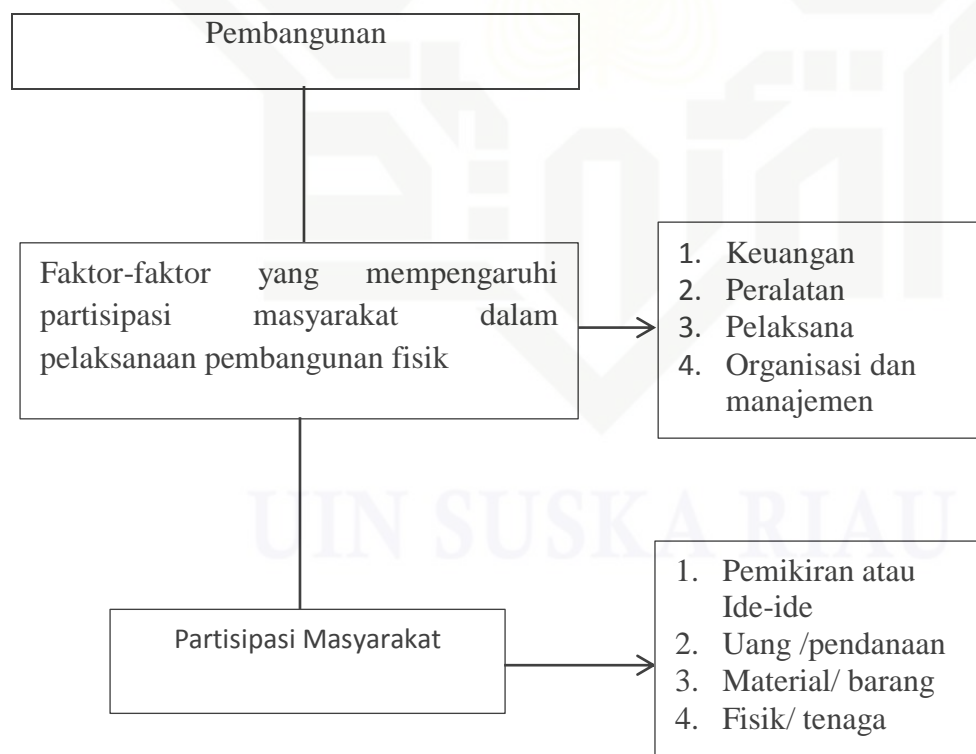 Pembangunan
Faktor-faktor yang mempengaruhi
partisipasi masyarakat dalam
pelaksanaan pembangunan fisik
1. Keuangan
2. Peralatan
3. Pelaksana
4. Organisasi dan
manajemen
UIN SUSKA RIAU
Partisipasi Masyarakat
1. Pemikiran atau
Ide-ide
2. Uang /pendanaan
3. Material/ barang
4. Fisik/ tenaga